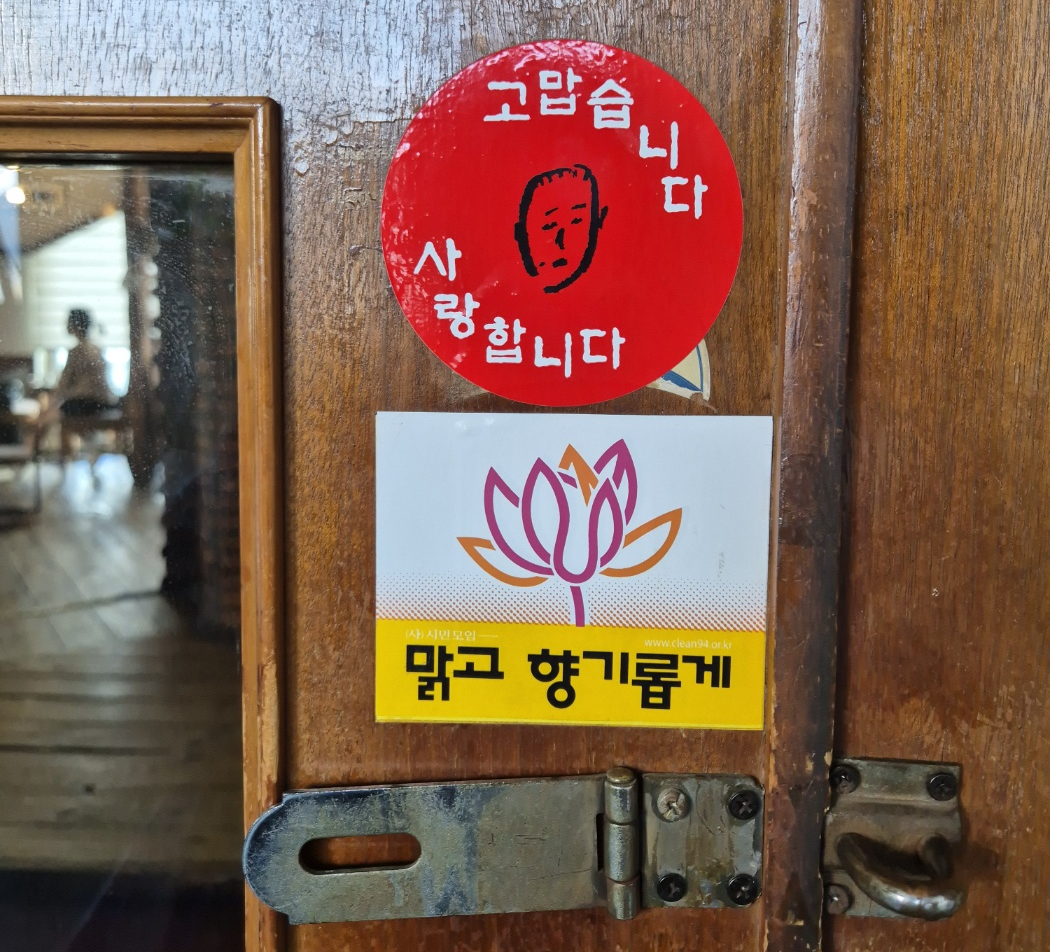 고맙습니다
사랑합니다
(사)시민모임
www.clean94.or.kr
맑고 향기롭게